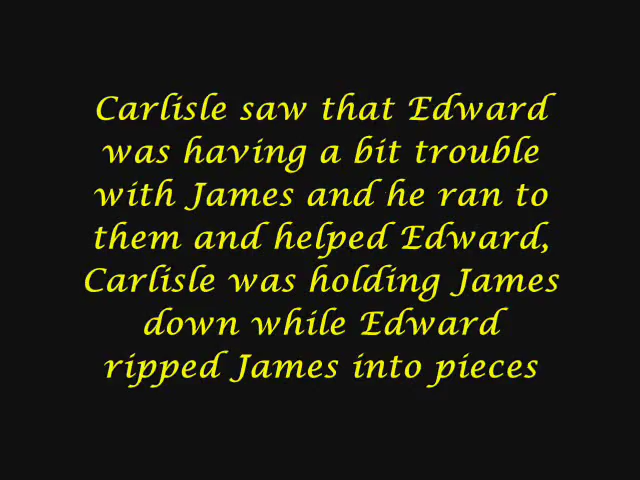 Carlisle saw that Edward
was having a bit trouble
with James and he ran to
them and helped Edward,
Carlisle was holding James
down while Edward
ripped James into pieces